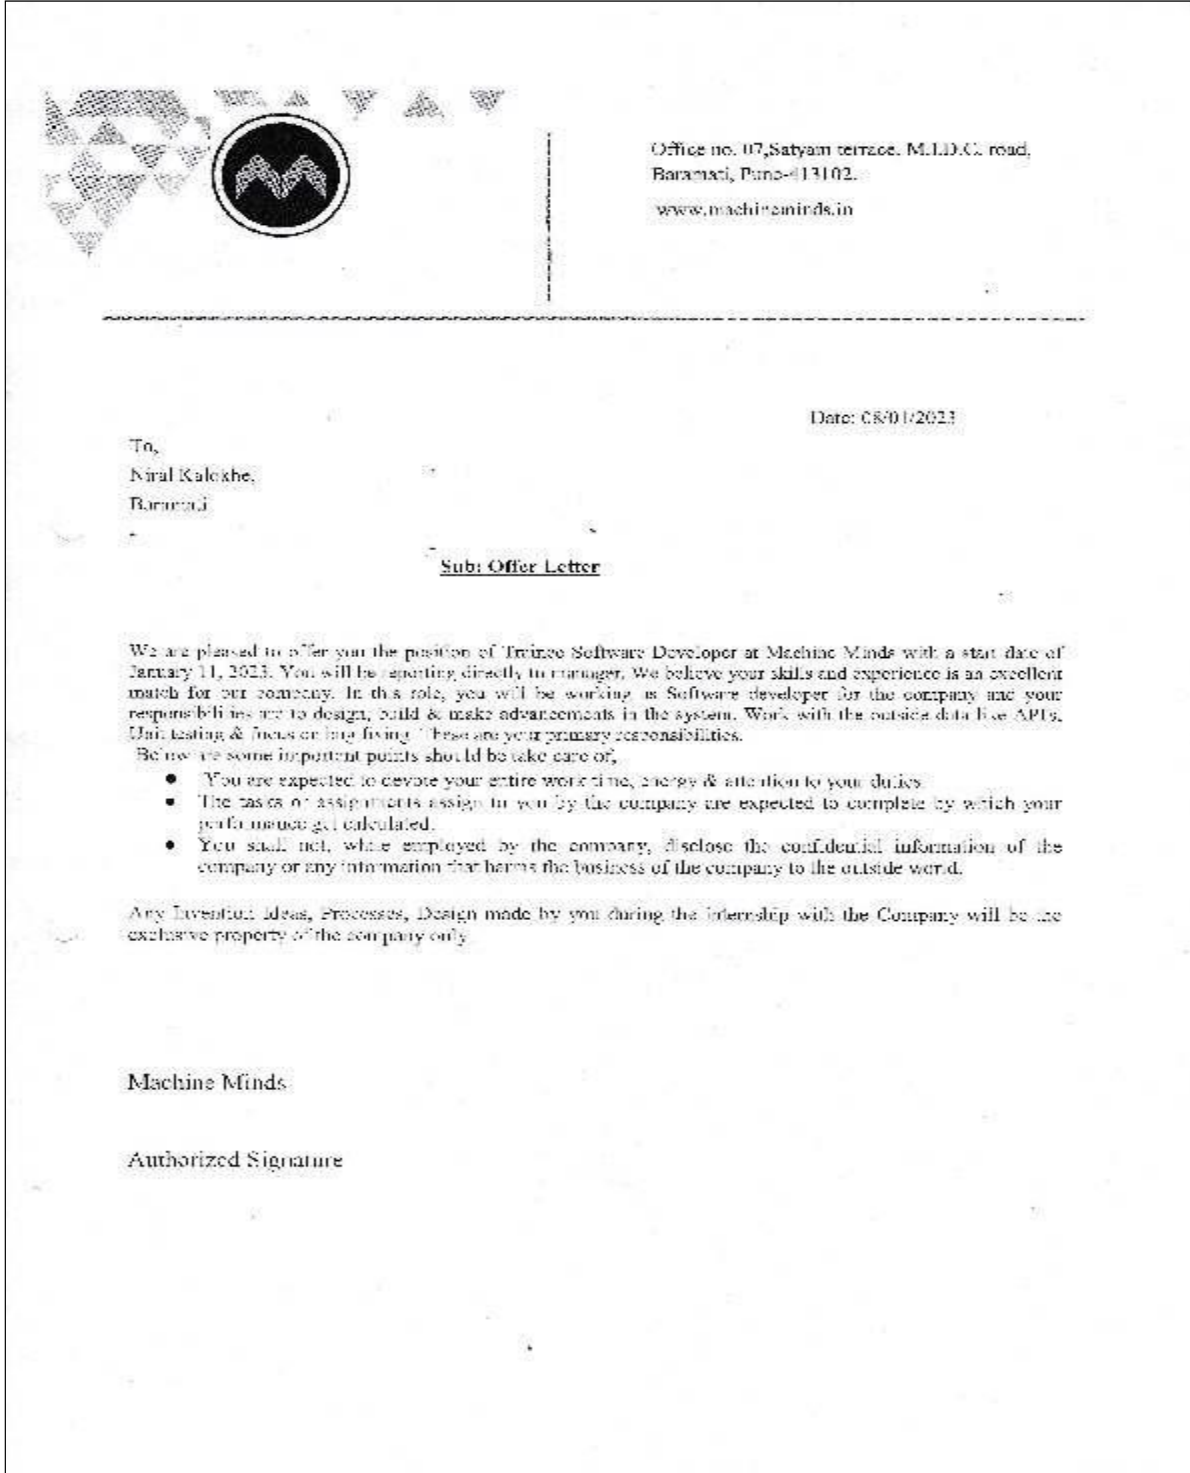 Office no. 07,Satyam terrace. M.I.D.C. road,
Baramati, Pune-413102.
www.machineminds.in
Date: 08/01/2023
To,
Niral Kalokhe,
Baramati
Sub: Offer Letter
We are pleased to offer you the position of Trainee Software Developer at Machine Minds with a start date of
January 11, 2023. You will be reporting directly to manager. We believe your skills and experience is an excellent
match for our company. In this role, you will be working as Software developer for the company and your
responsibilities are to design, build & make advancements in the system. Work with the outside data like API's,
Unit testing & focus on bug fixing. These are your primary responsibilities.
Below are some important points should be take care of,
● You are expected to devote your entire work time, energy & attention to your duties.
● The tasks or assignments assign to you by the company are expected to complete by which your
performance get calculated.
● You shall not, while employed by the company, disclose the confidential information of the
company or any information that harms the business of the company to the outside world.
Any Invention Ideas, Processes, Design made by you during the internship with the Company will be the
exclusive property of the company only
Machine Minds
Authorized Signature